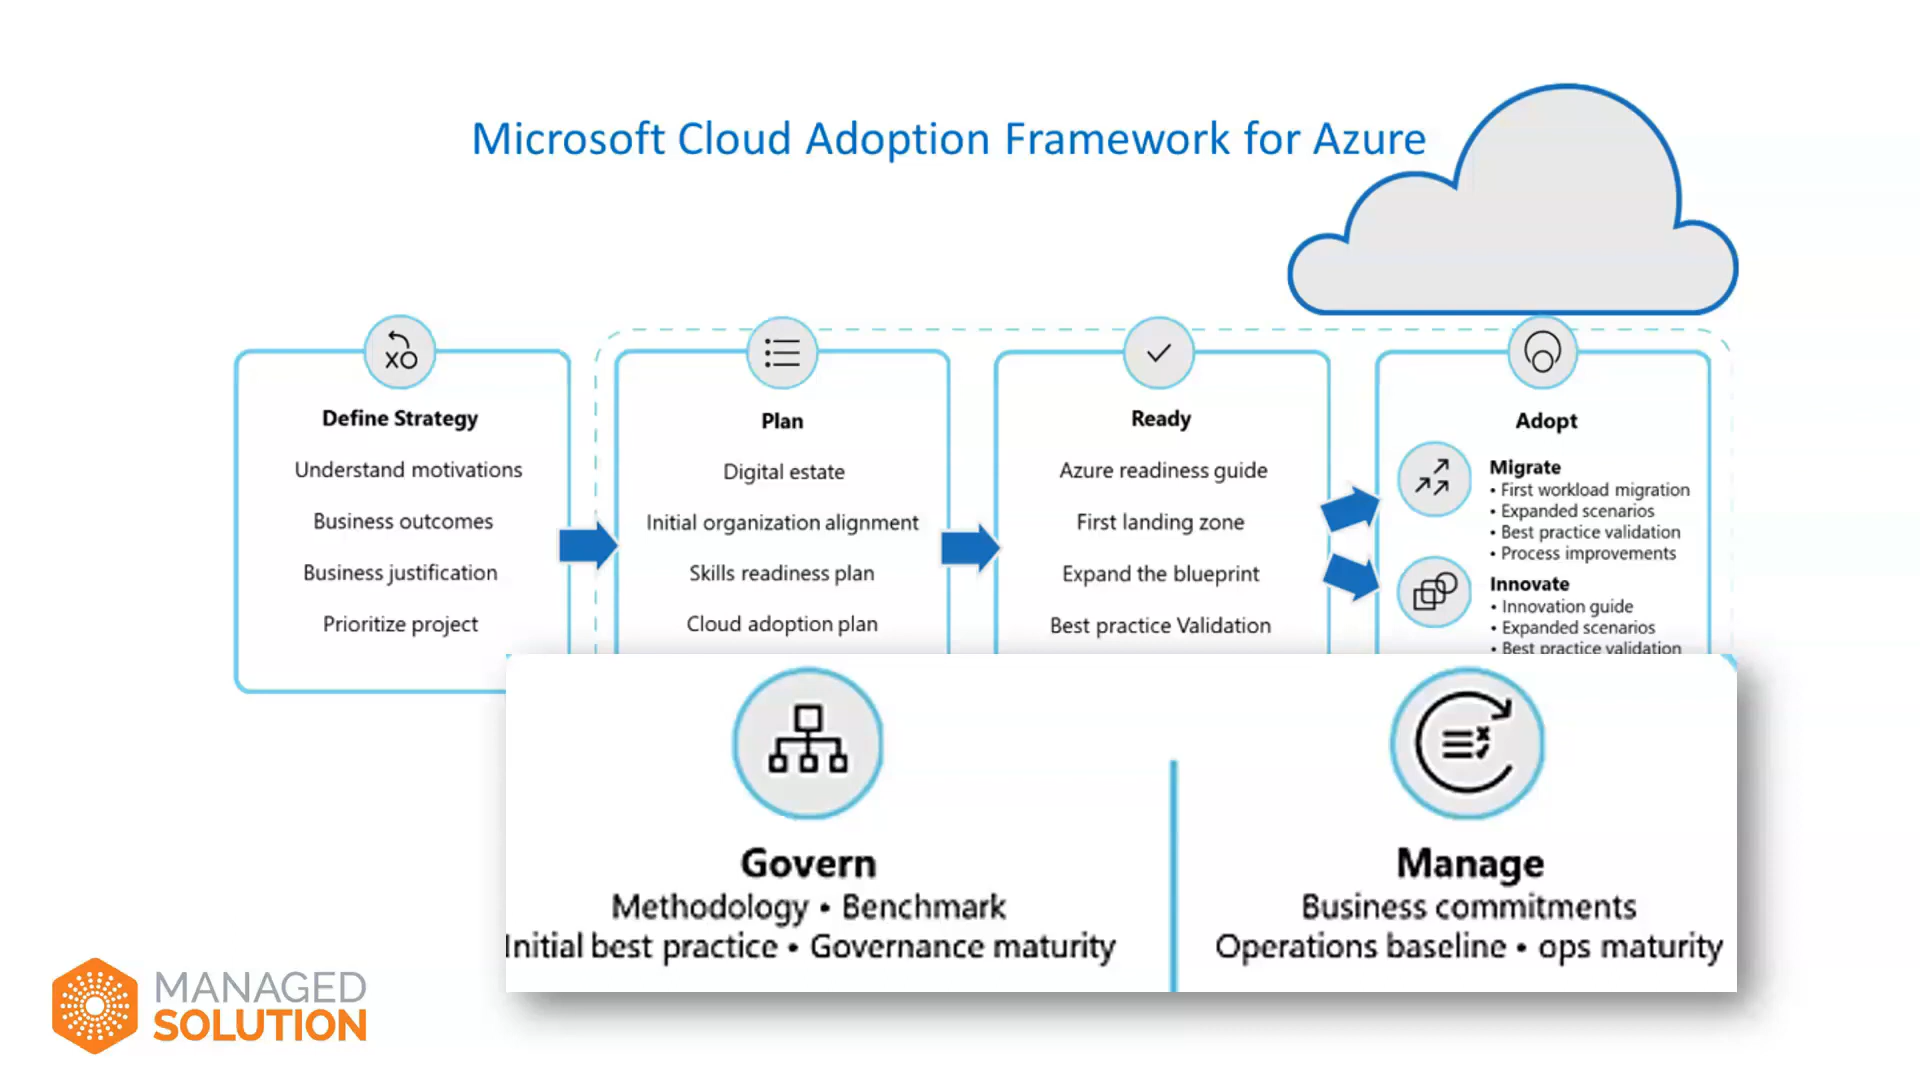 Microsoft Cloud Adoption Framework for Azure
Define Strategy
Understand motivations
Business outcomes
Business justification
Prioritize project
Plan
Digital estate
Initial organization alignment
Skills readiness plan
Cloud adoption plan
Ready
Azure readiness guide
First landing zone
Expand the blueprint
Best practice Validation
Adopt
Migrate
• First workload migration
• Expanded scenarios
• Best practice validation
• Process improvements
Innovate
• Innovation guide
• Expanded scenarios
• Best practice validation
Govern
Methodology • Benchmark
Initial best practice • Governance maturity
Manage
Business commitments
Operations baseline • ops maturity
MANAGED
SOLUTION